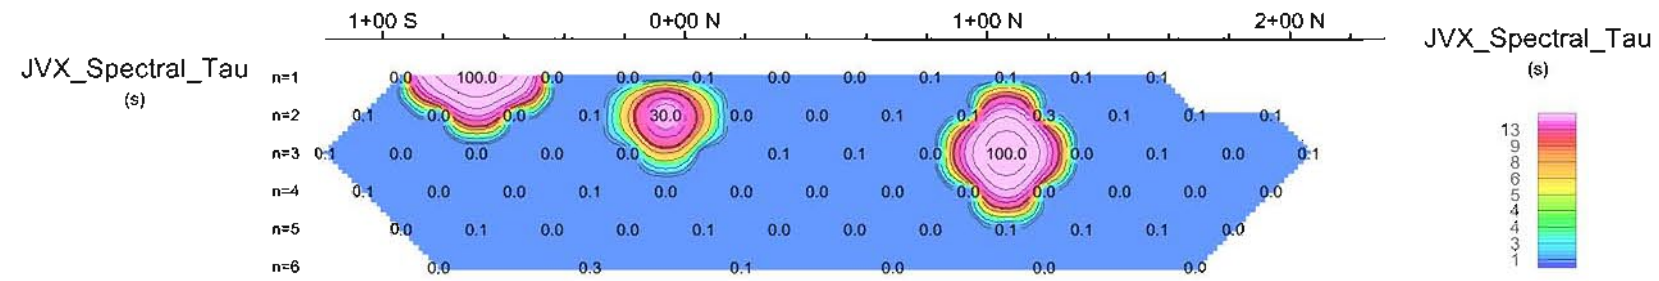 1+00 S 0+00 N 1+00 N 2+00 N
JVX_Spectral_Tau
(s)
JVX_Spectral_Tau
(s)
n=1 0.0 100.0 0.0 0.0 0.1 0.0 0.0 0.1 0.1 0.1 0.1
n=2 0.1 0.0 0.0 0.1 30.0 0.0 0.0 0.1 0.1 0.3 0.1 0.1 0.1
n=3 0.1 0.0 0.0 0.0 0.0 0.1 0.1 0.0 100.0 0.0 0.1 0.0 0.1
n=4 0.1 0.0 0.0 0.1 0.0 0.0 0.0 0.0 0.0 0.0 0.0 0.0 0.0
n=5 0.0 0.1 0.0 0.0 0.1 0.0 0.0 0.0 0.1 0.1 0.1 0.0
n=6 0.0 0.3 0.1 0.0 0.0 0.0
13
9
8
6
5
4
4
3
1